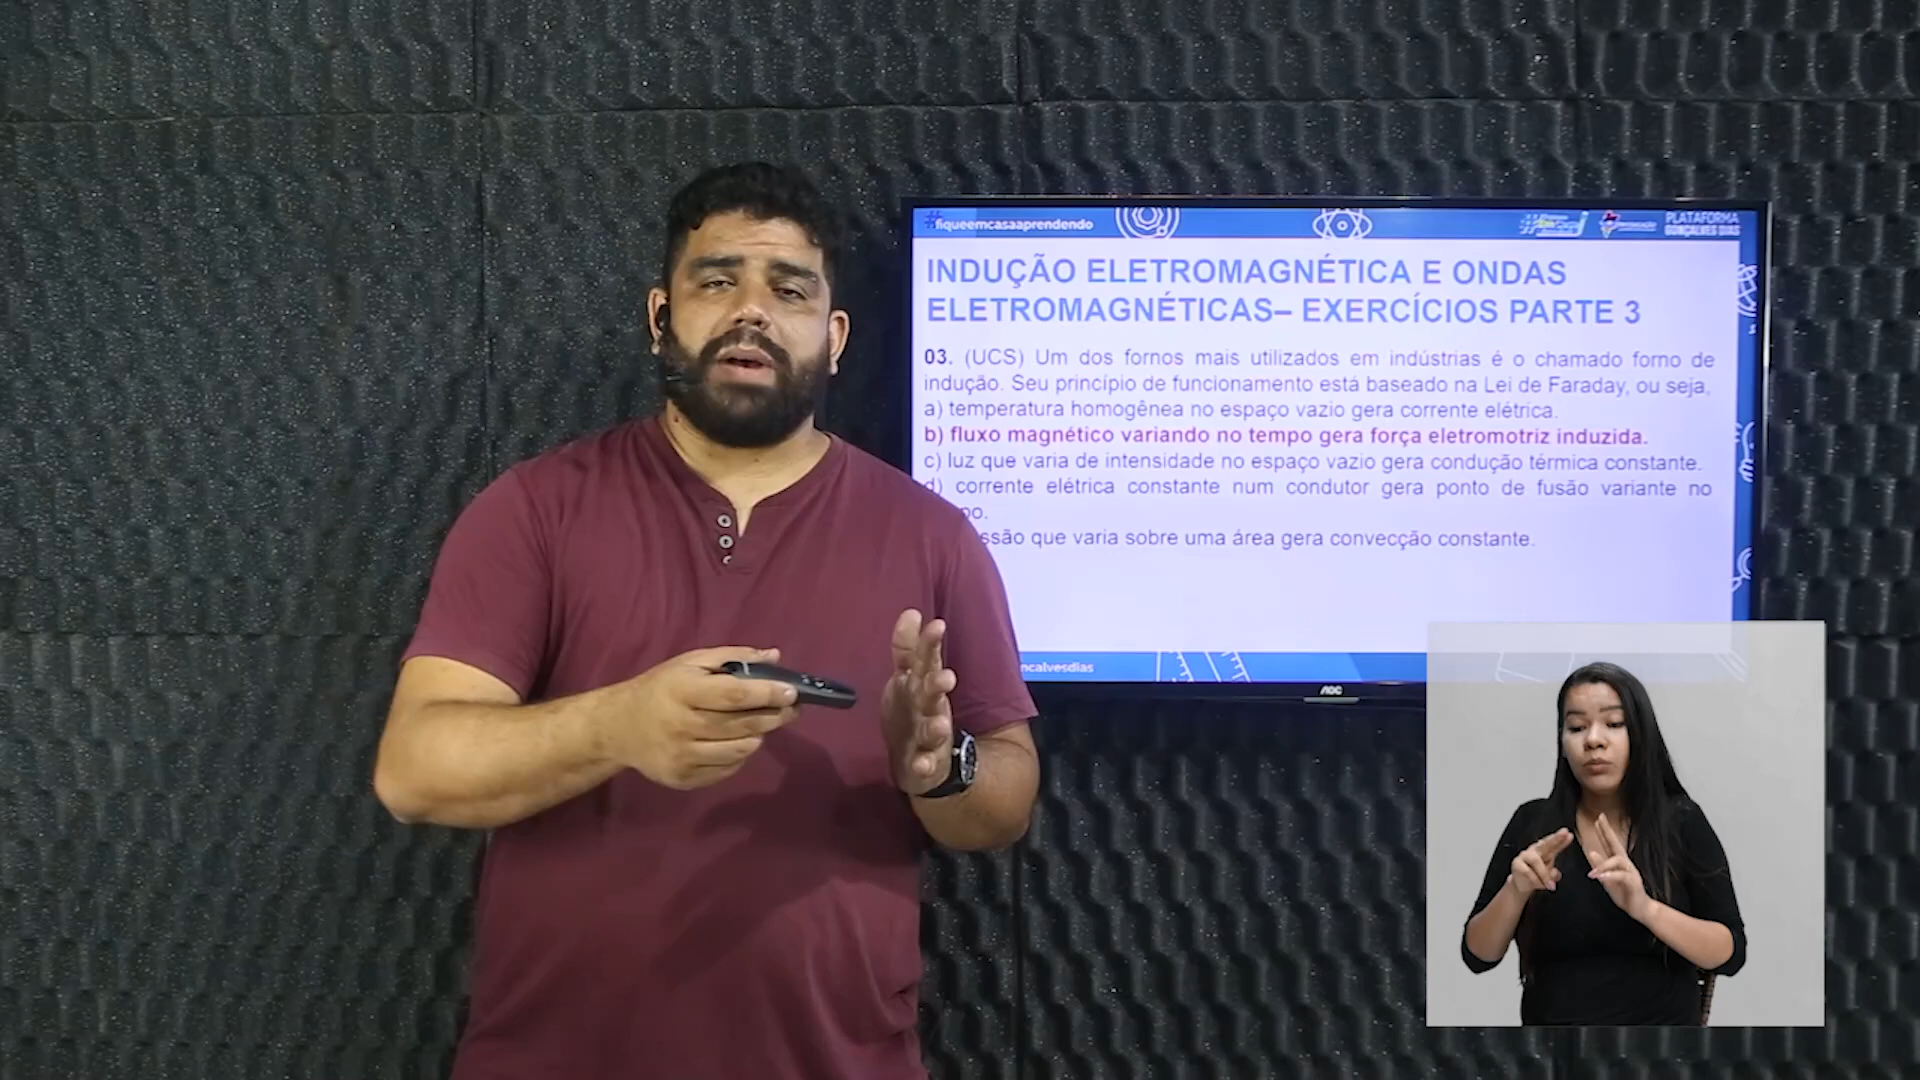 #fiqueemcasaaprendendo
PLATAFORMA
GONÇALVES DIAS
INDUÇÃO ELETROMAGNÉTICA E ONDAS
ELETROMAGNÉTICAS– EXERCÍCIOS PARTE 3
03. (UCS) Um dos fornos mais utilizados em indústrias é o chamado forno de
indução. Seu princípio de funcionamento está baseado na Lei de Faraday, ou seja,
a) temperatura homogênea no espaço vazio gera corrente elétrica.
b) fluxo magnético variando no tempo gera força eletromotriz induzida.
c) luz que varia de intensidade no espaço vazio gera condução térmica constante.
d) corrente elétrica constante num condutor gera ponto de fusão variante no
po.
ssão que varia sobre uma área gera convecção constante.
ncalvesdias
AOC